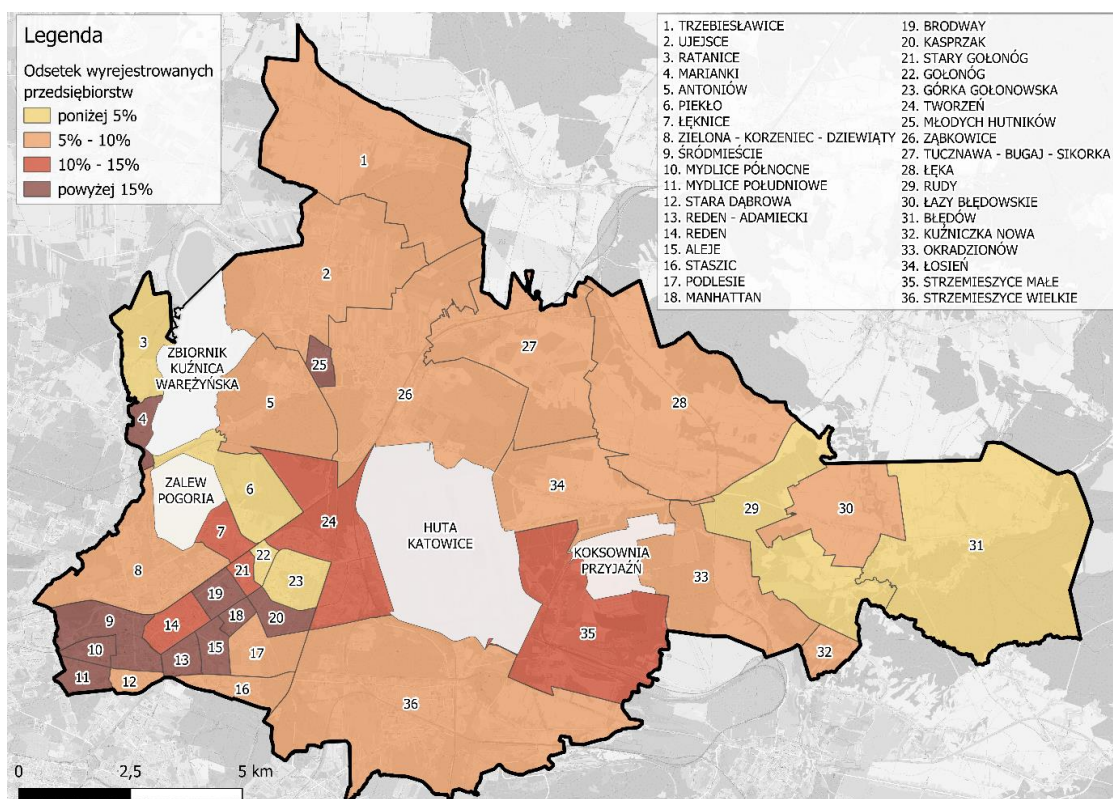 Legenda
Odsetek wyrejestrowanych
przedsiębiorstw
poniżej 5%
5% - 10%
10% - 15%
powyżej 15%
1. TRZEBIESŁAWICE
2. UJEJSCE
3. RATANICE
4. MARIANKI
5. ANTONIÓW
6. PIEKŁO
7. ŁĘKNICE
8. ZIELONA - KORZENIEC - DZIEWIĄTY
9. ŚRÓDMIEŚCIE
10. MYDLICE PÓŁNOCNE
11. MYDLICE POŁUDNIOWE
12. STARA DĄBROWA
13. REDEN - ADAMIECKI
14. REDEN
15. ALEJE
16. STASZIC
17. PODLESIE
18. MANHATTAN
19. BRODWAY
20. KASPRZAK
21. STARY GOŁONÓG
22. GOŁONÓG
23. GÓRKA GOŁONOWSKA
24. TWORZEŃ
25. MŁODYCH HUTNIKÓW
26. ZĄBKOWICE
27. TUCZNAWA - BUGAJ - SIKORKA
28. ŁĘKA
29. RUDY
30. ŁAZY BŁĘDOWSKIE
31. BŁĘDÓW
32. KUŹNICZKA NOWA
33. OKRADZIONÓW
34. ŁOSIEŃ
35. STRZEMIESZYCE MAŁE
36. STRZEMIESZYCE WIELKIE
1
2
3
ZBIORNIK
KUŹNICA
WARĘŻYŃSKA
27
25
4
5
26
28
ZALEW
POGORIA
6
34
7
24
HUTA
KATOWICE
29
30
KOKSOWNIA
PRZYJAŹŃ
31
8
21
22
23
33
19
18
20
9
14
35
10
13
15
17
32
11
12
16
36
0
2,5
5 km